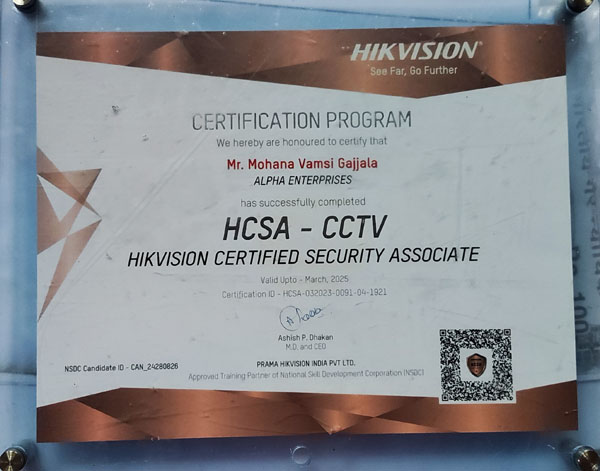 HIKVISION
See Far, Go Further
CERTIFICATION PROGRAM
We hereby are honoured to certify that
Mr. Mohana Vamsi Gajjala
ALPHA ENTERPRISES
has successfully completed
HCSA - CCTV
HIKVISION CERTIFIED SECURITY ASSOCIATE
Valid Upto - March, 2025
Certification ID - HCSA-032023-0091-04-1921
Ashish P. Dhakan
M.D. and CEO
NSDC Candidate ID - CAN_24280826
PRAMA HIKVISION INDIA PVT LTD.
Approved Training Partner of National Skill Development Corporation (NSDC)